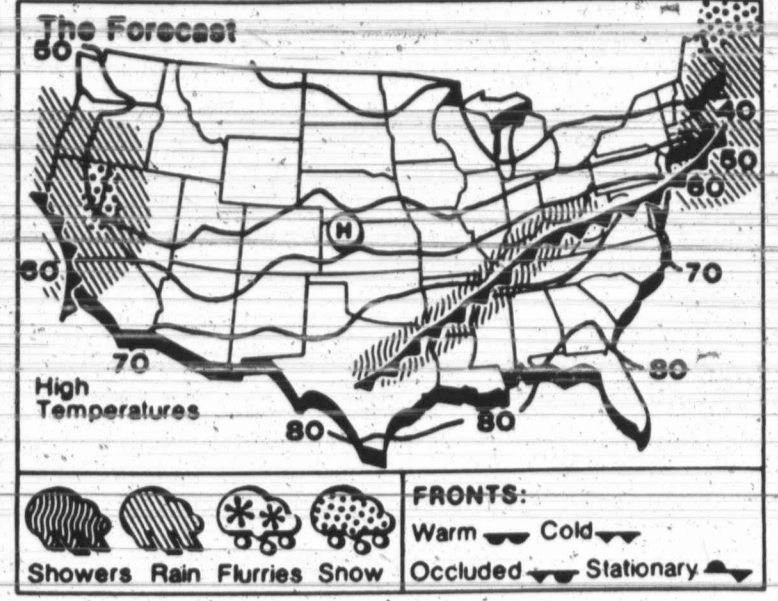 The Forecast
50
40
50
60
H
60
70
70
80
High
Temperatures
80
80
FRONTS:
Warm Cold
Showers Rain Flurries Snow
Occluded Stationary